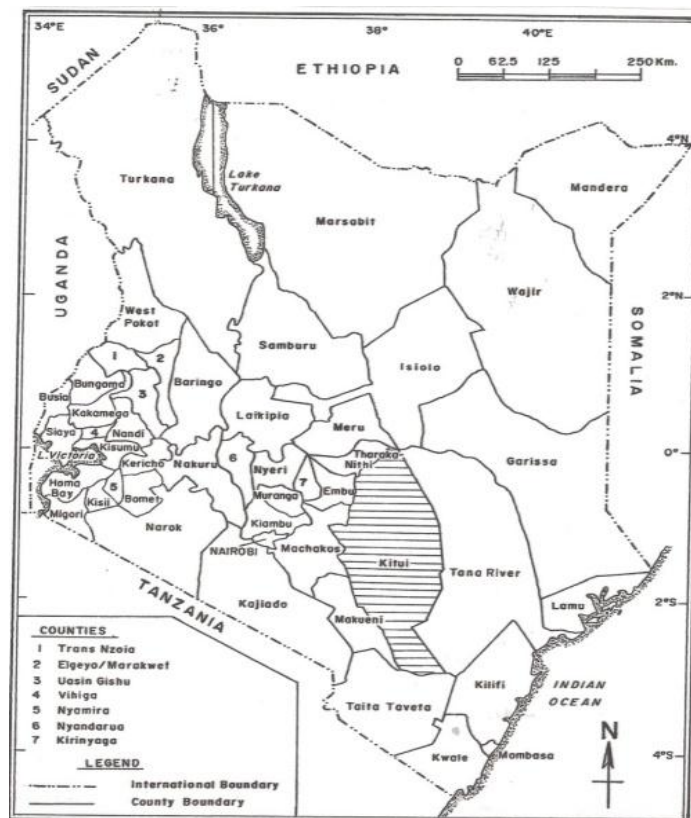 34°E
36°
38°
40°E
SUDAN
ETHIOPIA
0 62.5 125 250 Km.
4°N
Lake
Turkana
Turkana
Mandera
Marsabit
UGANDA
Wajir
2°N
West
Pokot
SOMALIA
Samburu
1
2
Isiolo
Baringo
Bungoma
3
Busia
Kakamega
Laikipia
Meru
Siaya
4
Nandi
0°
L.Victoria
Kisumu
Tharaka
Nithi
Garissa
Kericho
Nakuru
6
Nyeri
Homa
Bay
5
7
Embu
Kisii
Bomet
Muranga
Migori
Narok
Kiambu
NAIROBI
Machakos
Kitui
Tana River
TANZANIA
Kajiado
Makueni
Lamu
2°S
COUNTIES
1 Trans Nzoia
2 Elgeyo/Marakwet
3 Uasin Gishu
4 Vihiga
5 Nyamira
6 Nyandarua
7 Kirinyaga
Kilifi
INDIAN
OCEAN
Taita Taveta
N
Kwale
Mombasa
4°S
LEGEND
International Boundary
County Boundary